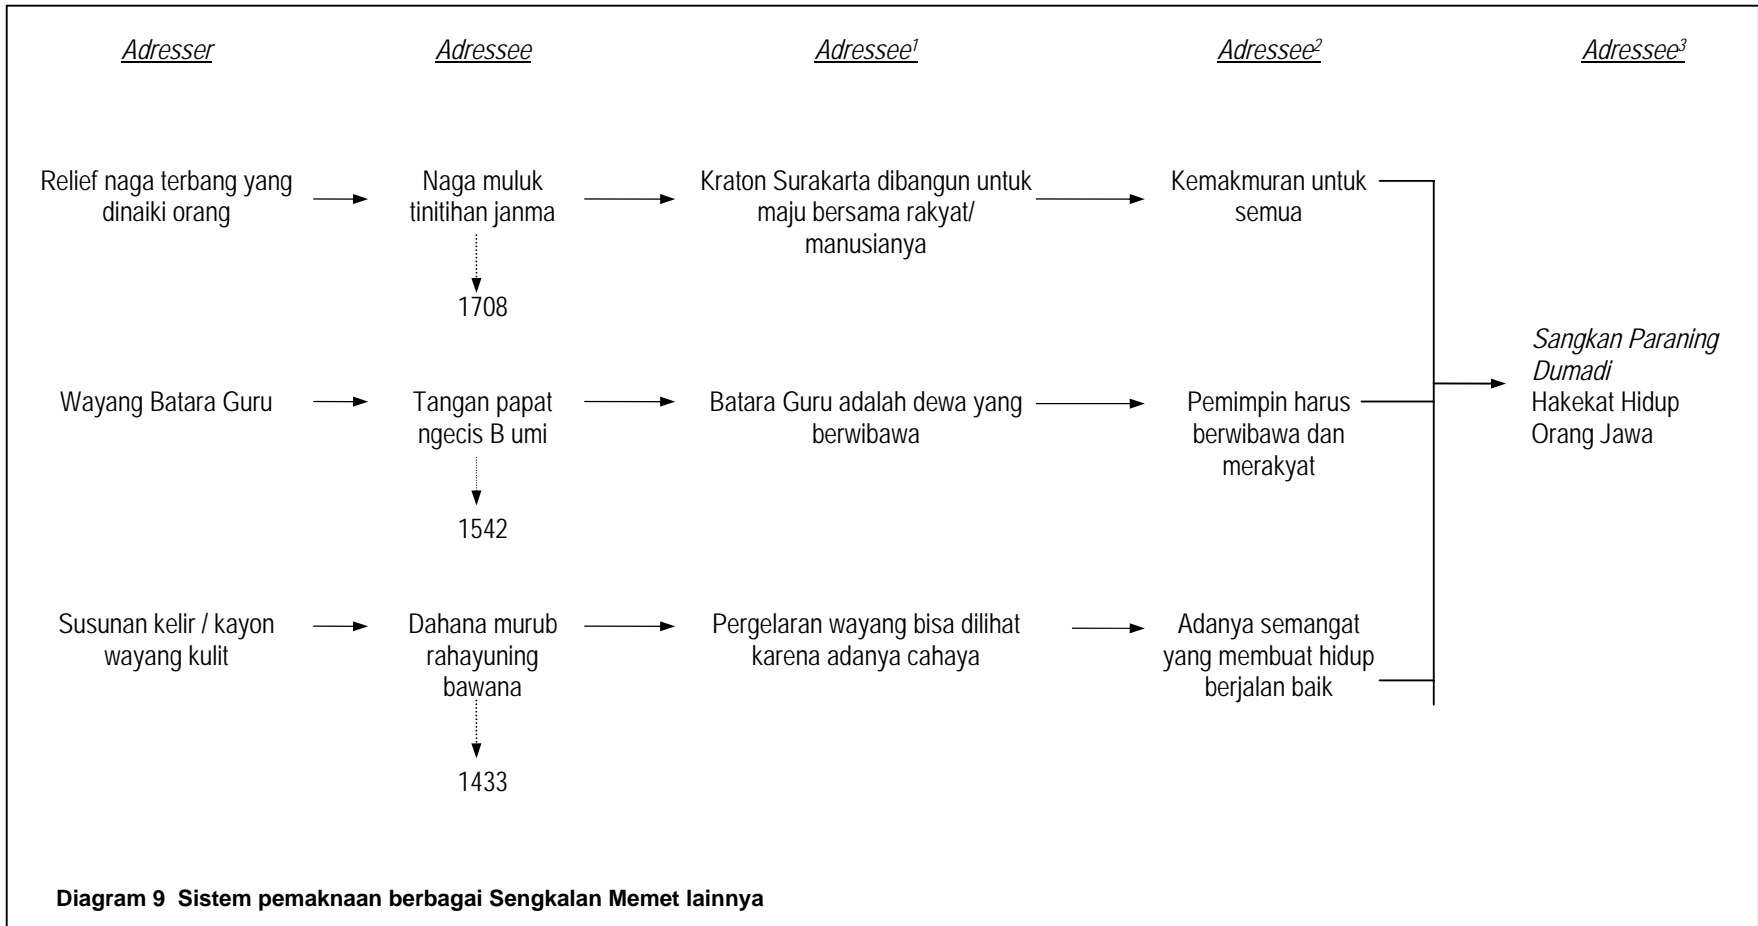 Adresser Adressee Adressee¹ Adressee² Adressee³
Relief naga terbang yang
dinaiki orang
Naga muluk
tinitihan janma
1708
Kraton Surakarta dibangun untuk
maju bersama rakyat/
manusianya
Kemakmuran untuk
semua
Wayang Batara Guru
Tangan papat
ngecis B umi
1542
Batara Guru adalah dewa yang
berwibawa
Pemimpin harus
berwibawa dan
merakyat
Susunan kelir / kayon
wayang kulit
Dahana murub
rahayuning
bawana
1433
Pergelaran wayang bisa dilihat
karena adanya cahaya
Adanya semangat
yang membuat hidup
berjalan baik
Sangkan Paraning
Dumadi
Hakekat Hidup
Orang Jawa
Diagram 9 Sistem pemaknaan berbagai Sengkalan Memet lainnya